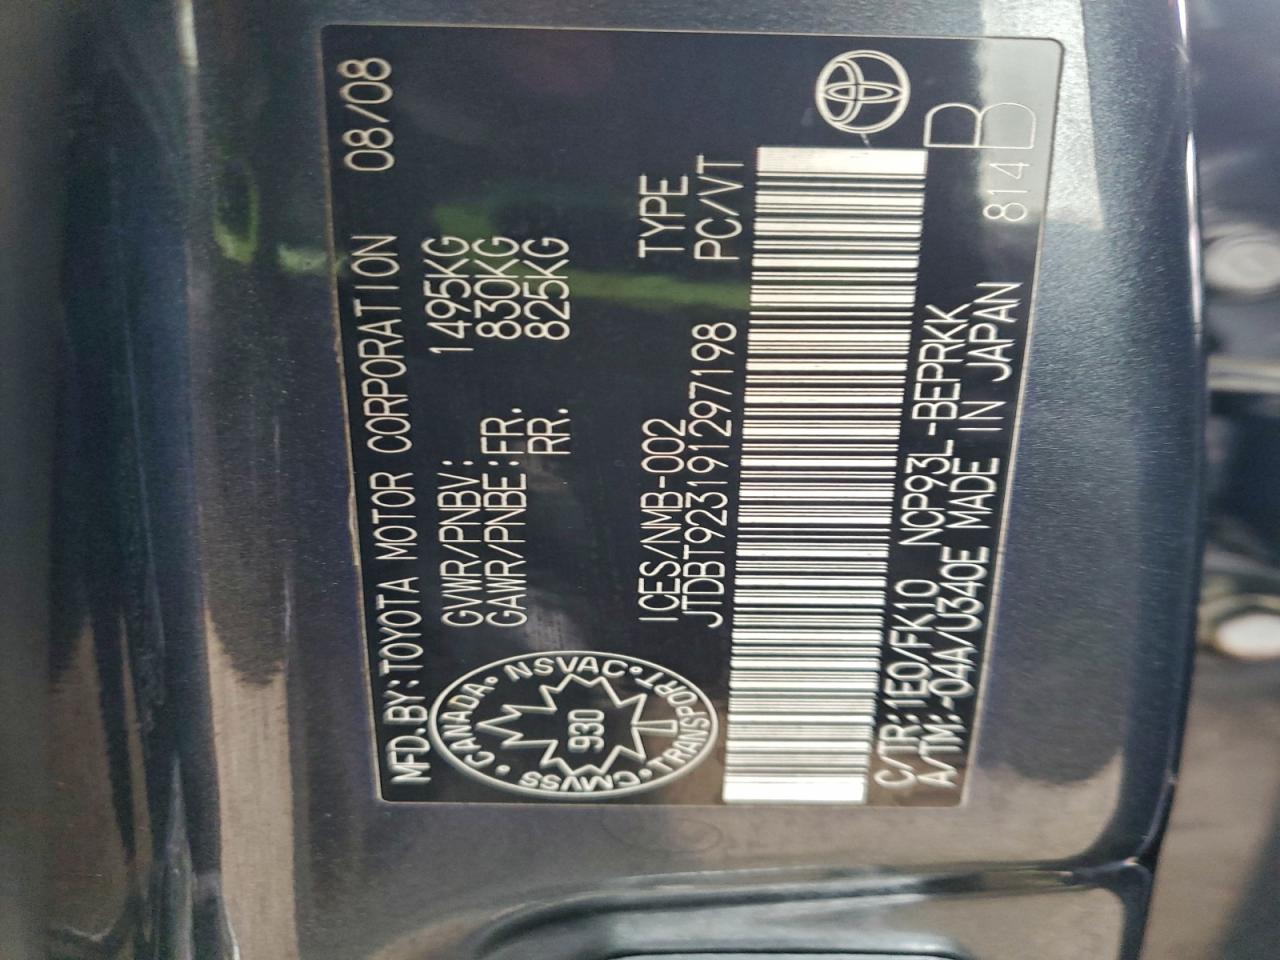 MFD.BY:TOYOTA MOTOR CORPORATION 08/08
GVWR/PNBV: 1495KG
GAWR/PNBE:FR. 830KG
RR. 825KG
CANADA • NSVAC • TRANSPORT • CMVSS •
930
ICES/NMB-002 TYPE
JTDBT923191297198 PC/VT
C/TR:1E0/FK10 NCP93L-BEPRKK
A/TM:-04A/U340E MADE IN JAPAN 814 B